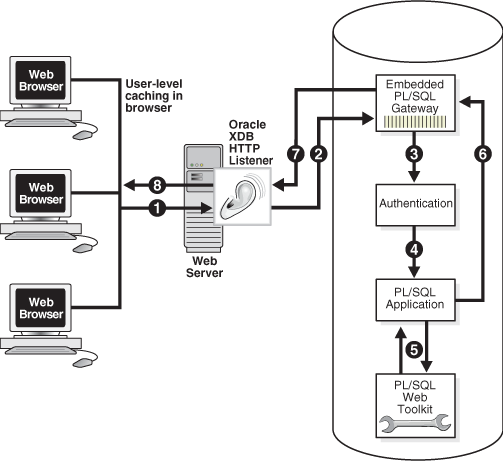 Web
Browser
User-level
caching in
browser
Web
Browser
Web
Browser
Oracle
XDB
HTTP
Listener
8
1
Web
Server
7
2
Embedded
PL/SQL
Gateway
3
6
Authentication
4
PL/SQL
Application
5
PL/SQL
Web
Toolkit